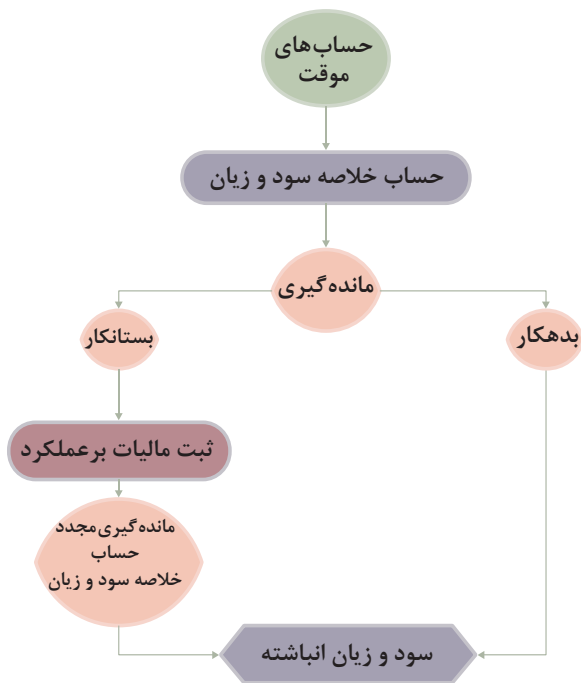 حساب‌های
موقت
حساب خلاصه سود و زیان
مانده‌گیری
بدهکار
بستانکار
ثبت مالیات برعملکرد
مانده‌گیری‌مجدد
حساب
خلاصه سود و زیان
سود و زیان انباشته